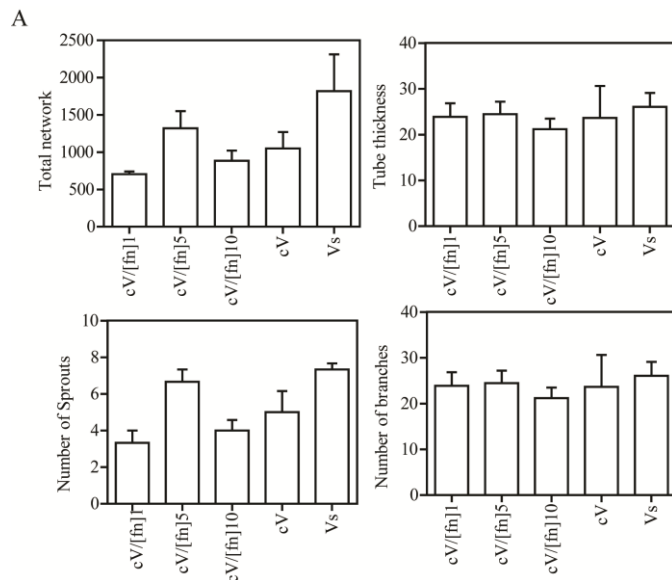 A
Total network
2500
2000
1500
1000
500
0
cV/[fn]1
cV/[fn]5
cV/[fn]10
cV
Vs
Tube thickness
40
30
20
10
0
cV/[fn]1
cV/[fn]5
cV/[fn]10
cV
Vs
Number of Sprouts
10
8
6
4
2
0
cV/[fn]1
cV/[fn]5
cV/[fn]10
cV
Vs
Number of branches
40
30
20
10
0
cV/[fn]1
cV/[fn]5
cV/[fn]10
cV
Vs